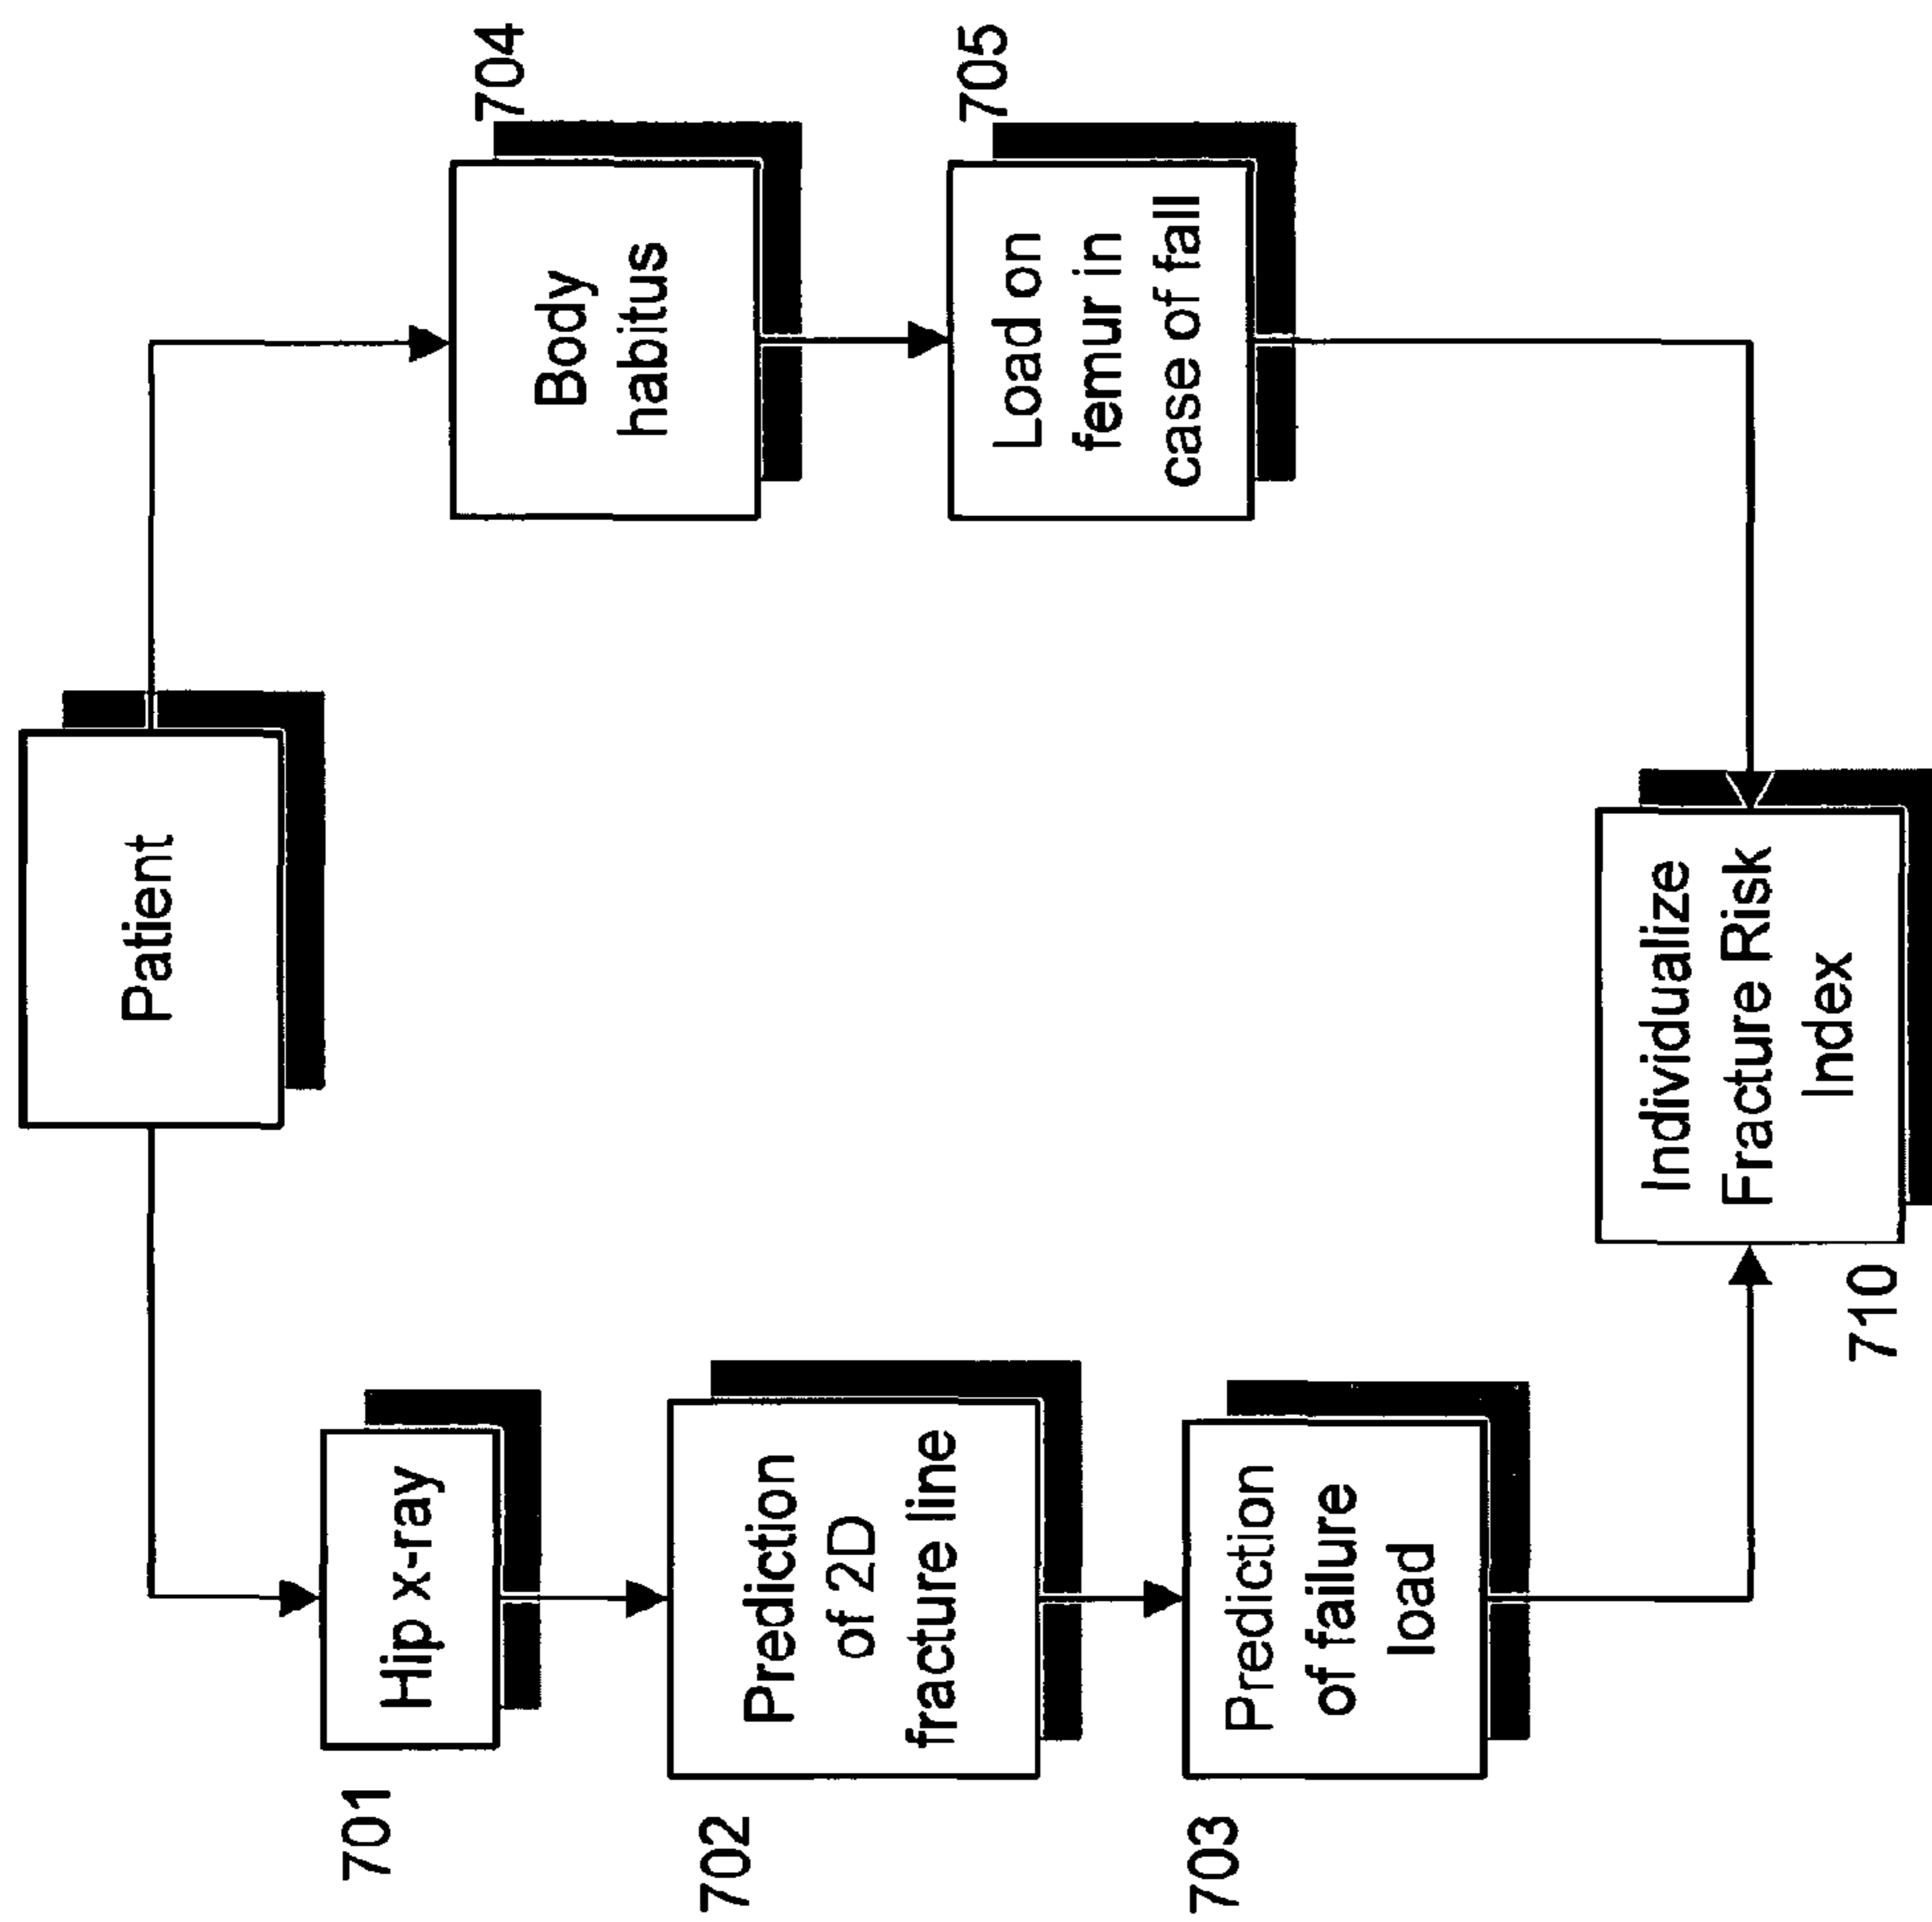 Patient
701
Hip x-ray
702
Prediction
of 2D
fracture line
703
Prediction
of failure
load
704
Body
habitus
705
Load on
femur in
case of fall
Individualize
Fracture Risk
Index
710